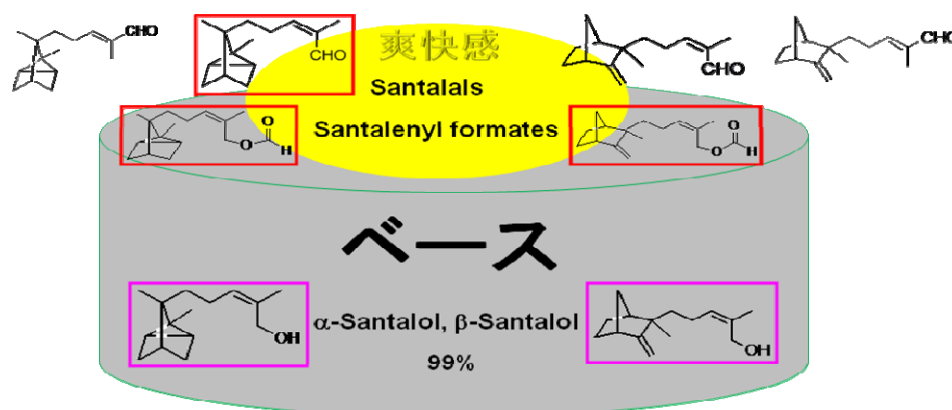 CHO
CHO
CHO
CHO
爽快感
Santalals
Santalenyl formates
O
O
H
O
O
H
ベース
OH
α-Santalol, β-Santalol
OH
99%